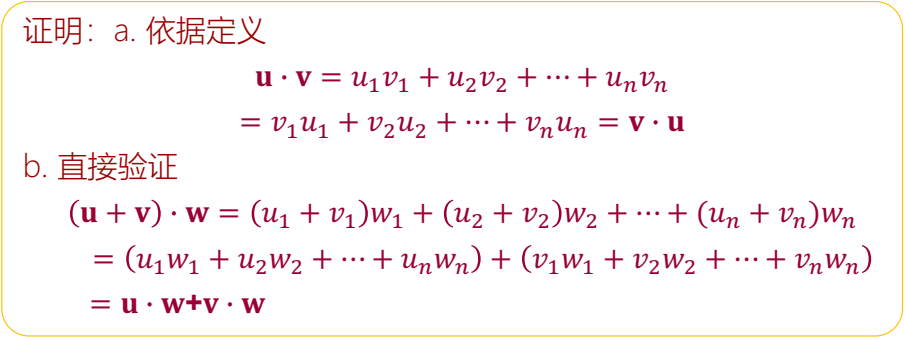 证明：a. 依据定义
𝐮 · 𝐯 = u₁v₁ + u₂v₂ + ⋯ + uₙvₙ
= v₁u₁ + v₂u₂ + ⋯ + vₙuₙ = 𝐯 · 𝐮
b. 直接验证
(𝐮 + 𝐯) · 𝐰 = (u₁ + v₁)w₁ + (u₂ + v₂)w₂ + ⋯ + (uₙ + vₙ)wₙ
= (u₁w₁ + u₂w₂ + ⋯ + uₙwₙ) + (v₁w₁ + v₂w₂ + ⋯ + vₙwₙ)
= 𝐮 · 𝐰+𝐯 · 𝐰